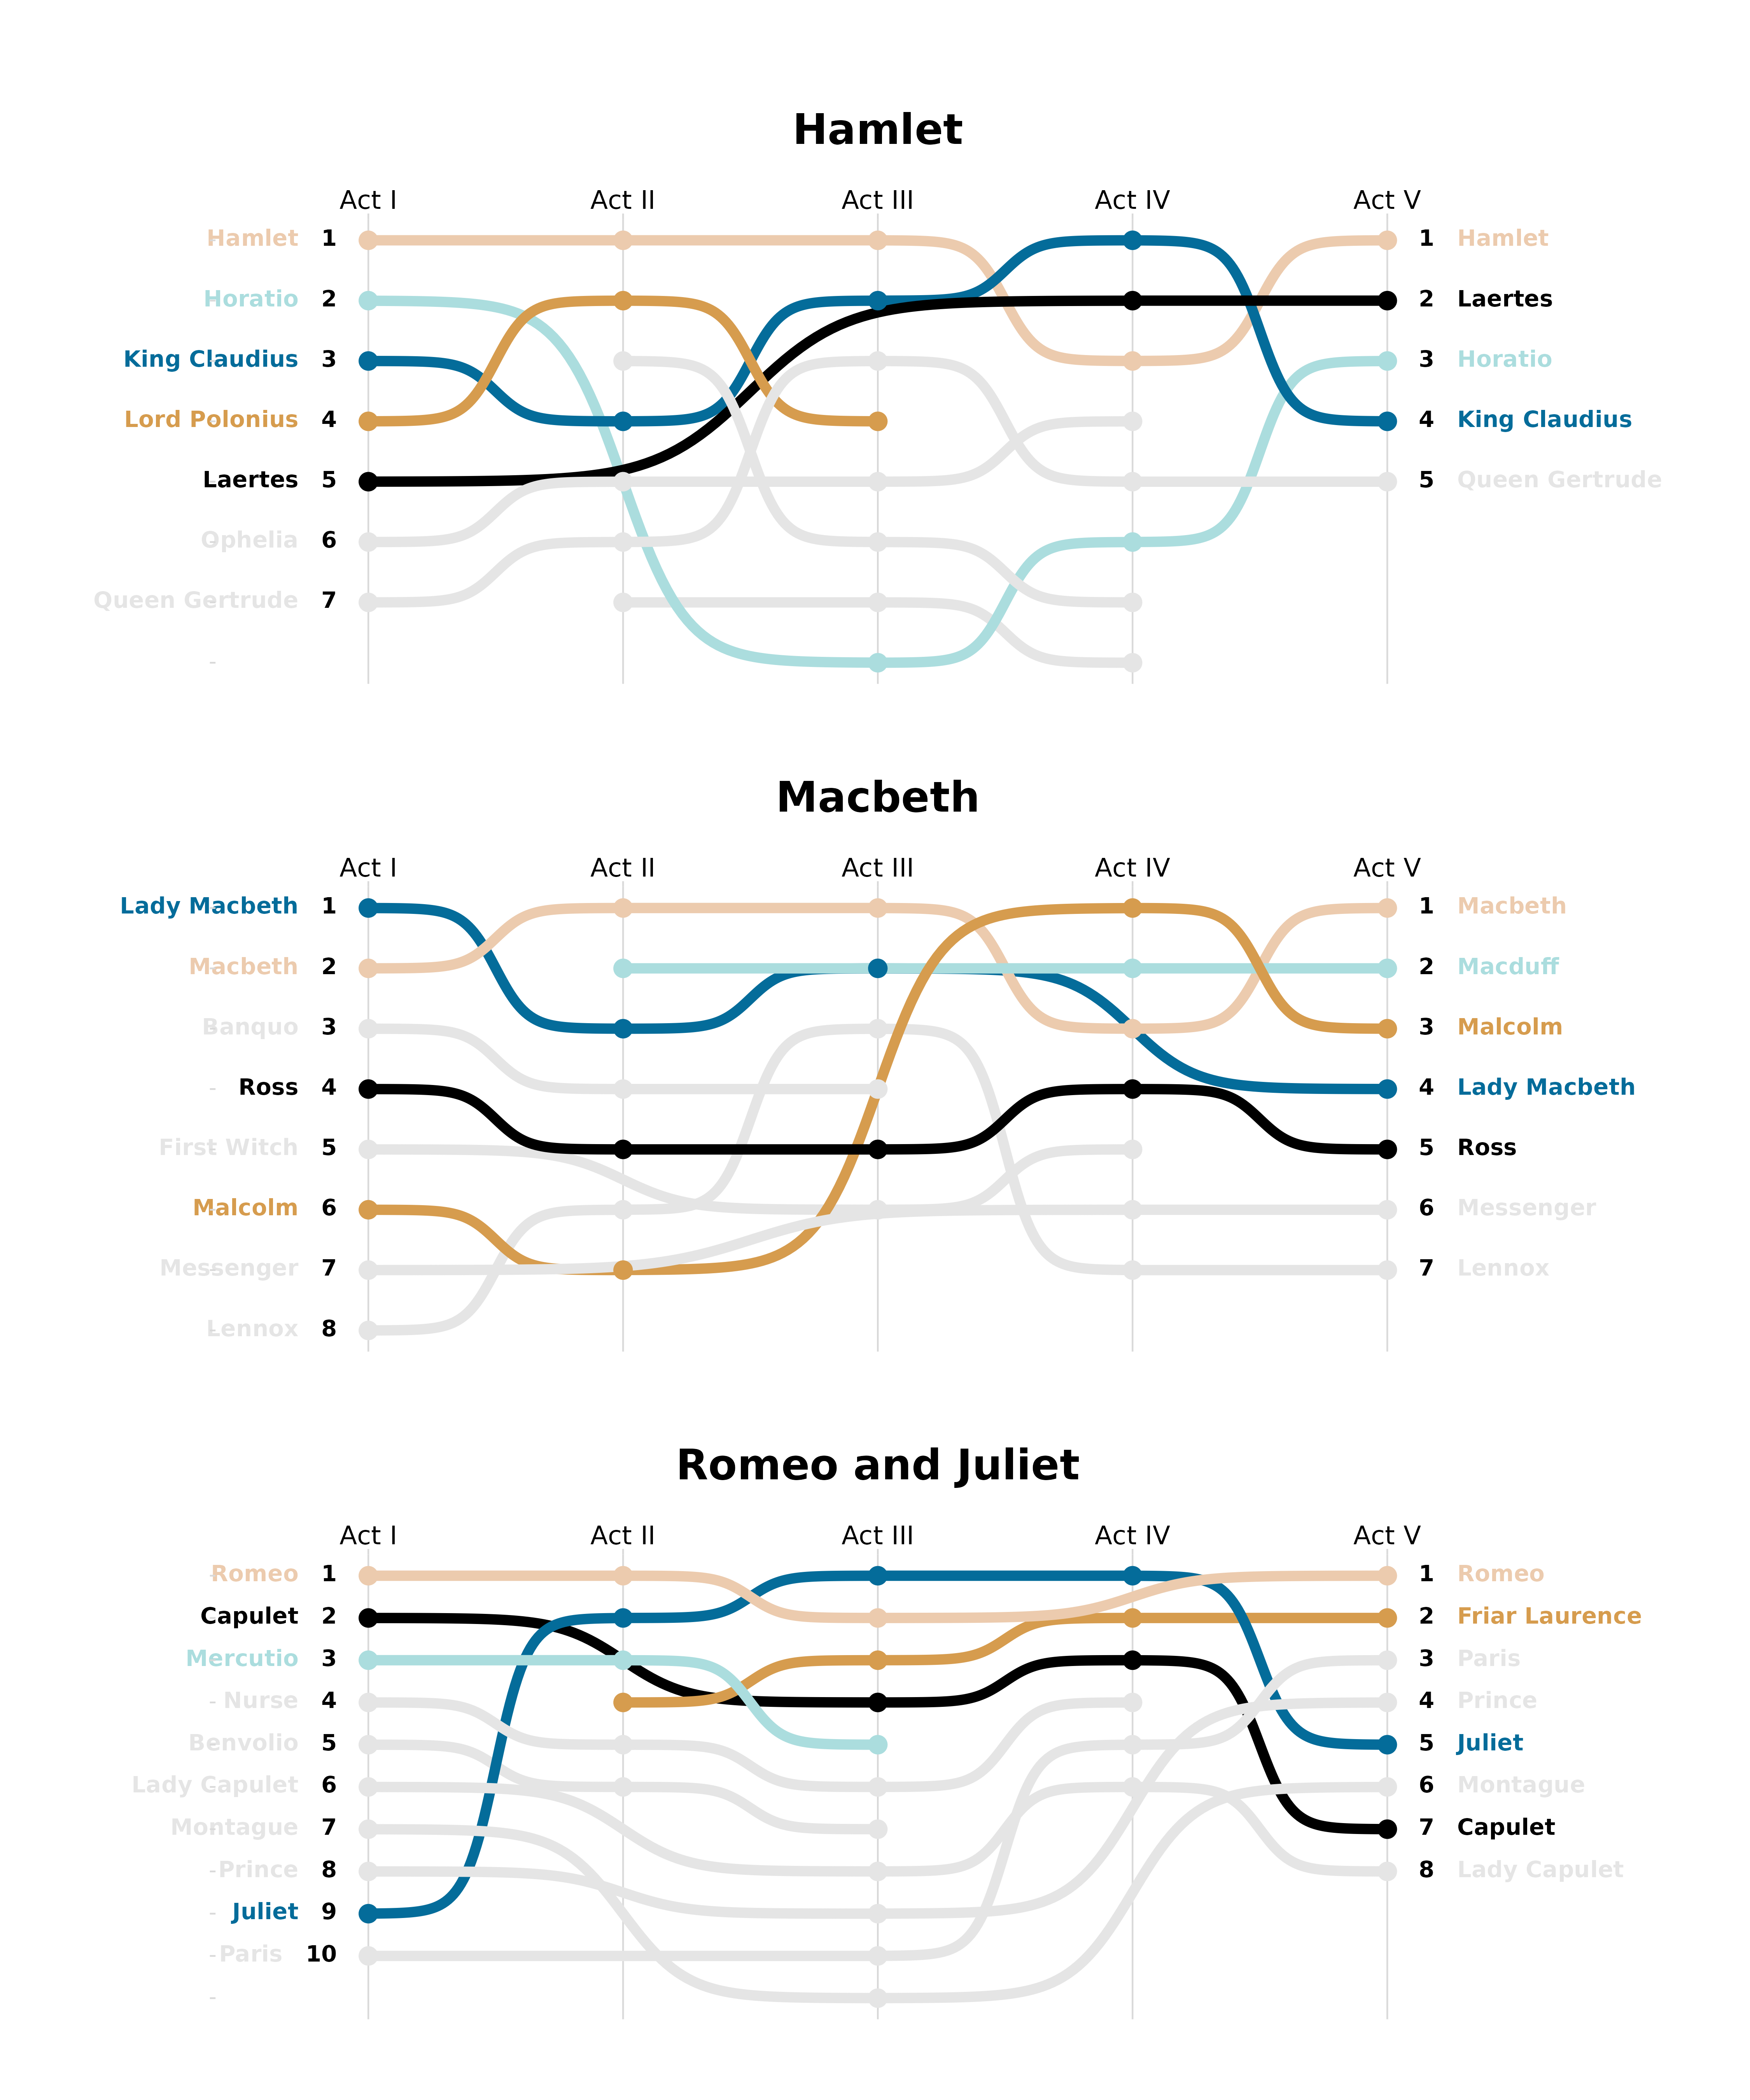 Hamlet
Act I Act II Act III Act IV Act V
Hamlet 1 1 Hamlet
Horatio 2 2 Laertes
King Claudius 3 3 Horatio
Lord Polonius 4 4 King Claudius
Laertes 5 5 Queen Gertrude
Ophelia 6
Queen Gertrude 7
-
Macbeth
Act I Act II Act III Act IV Act V
Lady Macbeth 1 1 Macbeth
Macbeth 2 2 Macduff
Banquo 3 3 Malcolm
- Ross 4 4 Lady Macbeth
First Witch 5 5 Ross
Malcolm 6 6 Messenger
Messenger 7 7 Lennox
Lennox 8
Romeo and Juliet
Act I Act II Act III Act IV Act V
Romeo 1 1 Romeo
Capulet 2 2 Friar Laurence
Mercutio 3 3 Paris
- Nurse 4 4 Prince
Benvolio 5 5 Juliet
Lady Capulet 6 6 Montague
Montague 7 7 Capulet
- Prince 8 8 Lady Capulet
- Juliet 9
- Paris 10
-